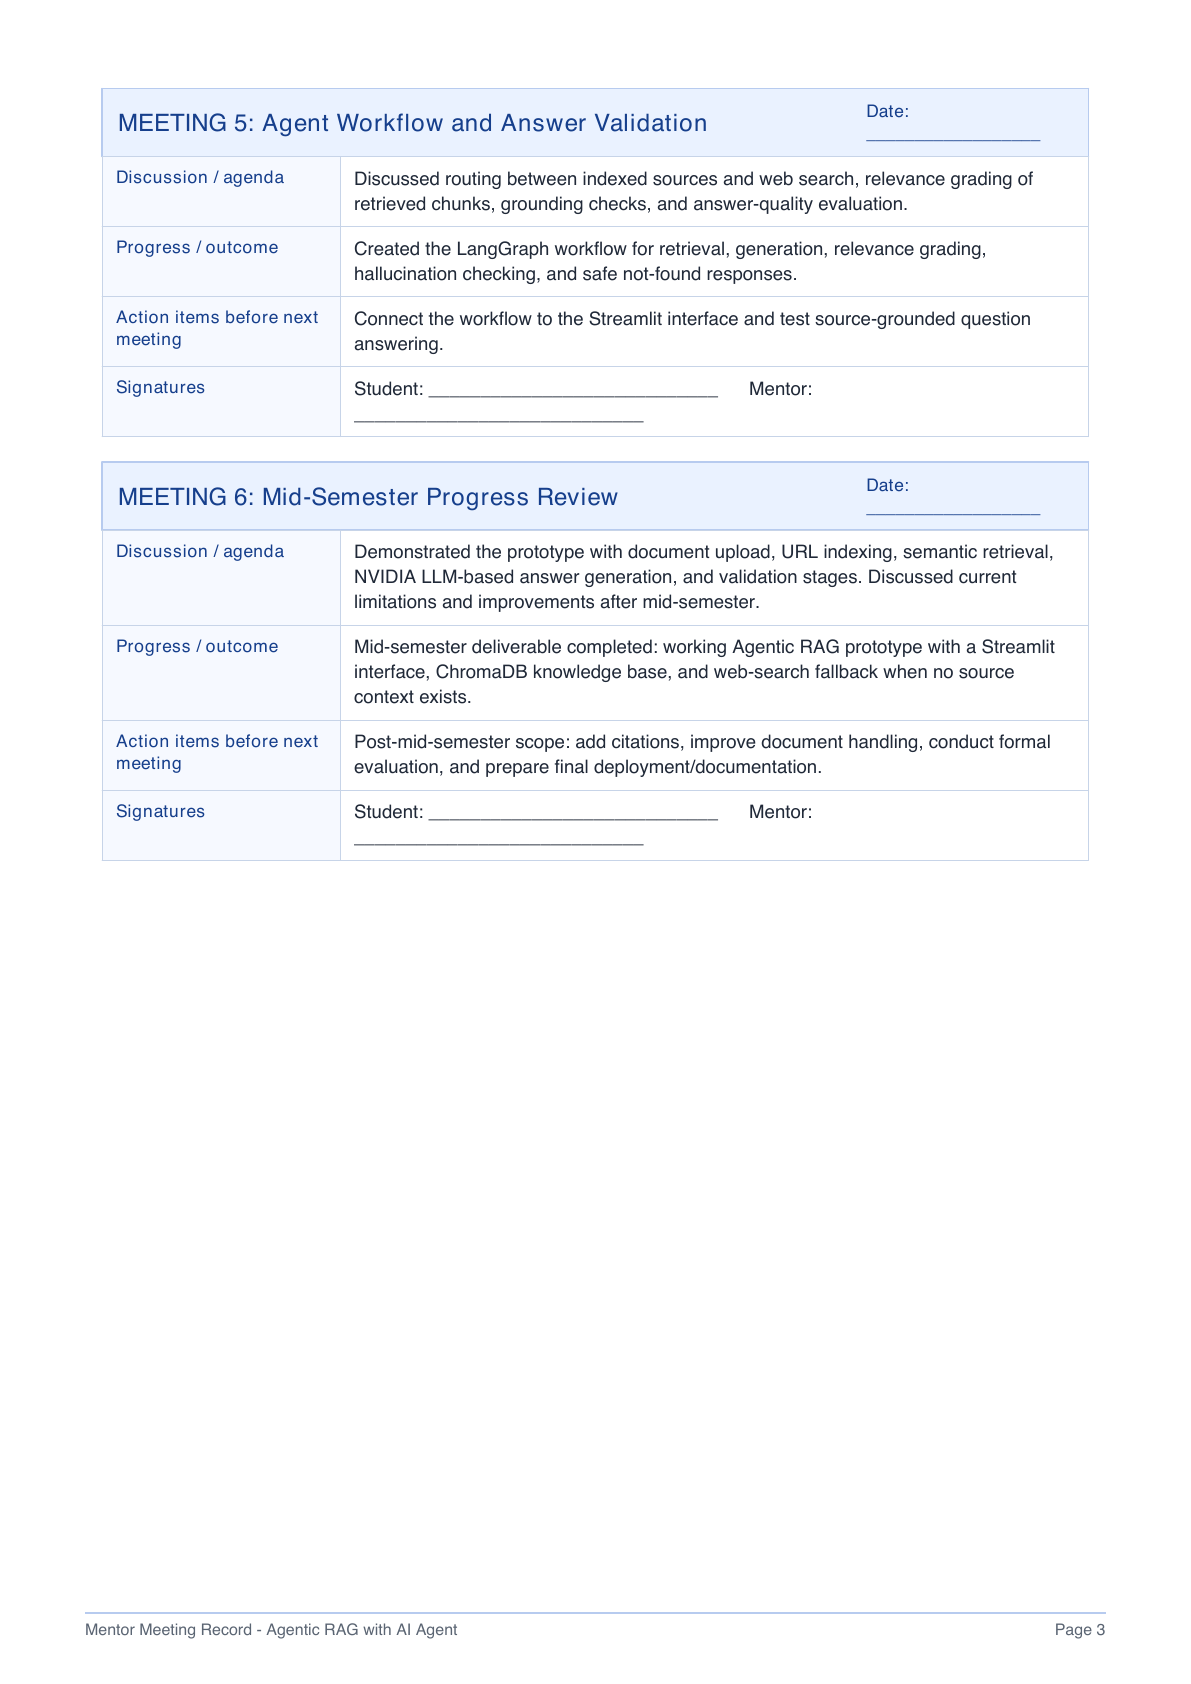 MEETING 5: Agent Workflow and Answer Validation
Date:
__________________
Discussion / agenda
Discussed routing between indexed sources and web search, relevance grading of
retrieved chunks, grounding checks, and answer-quality evaluation.
Progress / outcome
Created the LangGraph workflow for retrieval, generation, relevance grading,
hallucination checking, and safe not-found responses.
Action items before next
meeting
Connect the workflow to the Streamlit interface and test source-grounded question
answering.
Signatures
Student: ____________________________ Mentor:
____________________________
MEETING 6: Mid-Semester Progress Review
Date:
__________________
Discussion / agenda
Demonstrated the prototype with document upload, URL indexing, semantic retrieval,
NVIDIA LLM-based answer generation, and validation stages. Discussed current
limitations and improvements after mid-semester.
Progress / outcome
Mid-semester deliverable completed: working Agentic RAG prototype with a Streamlit
interface, ChromaDB knowledge base, and web-search fallback when no source
context exists.
Action items before next
meeting
Post-mid-semester scope: add citations, improve document handling, conduct formal
evaluation, and prepare final deployment/documentation.
Signatures
Student: ____________________________ Mentor:
____________________________
Mentor Meeting Record - Agentic RAG with AI Agent
Page 3